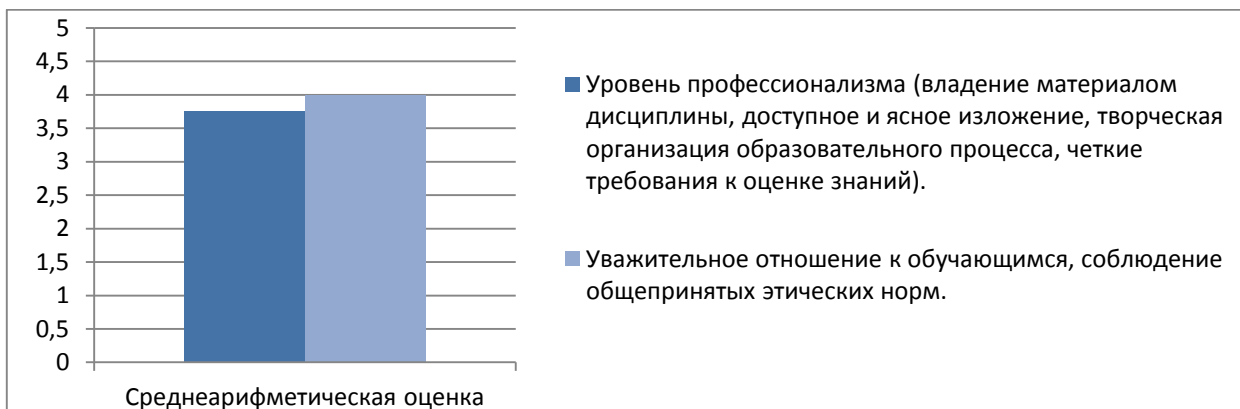 5
4,5
4
3,5
3
2,5
2
1,5
1
0,5
0
Среднеарифметическая оценка
Уровень профессионализма (владение материалом
дисциплины, доступное и ясное изложение, творческая
организация образовательного процесса, четкие
требования к оценке знаний).
Уважительное отношение к обучающимся, соблюдение
общепринятых этических норм.